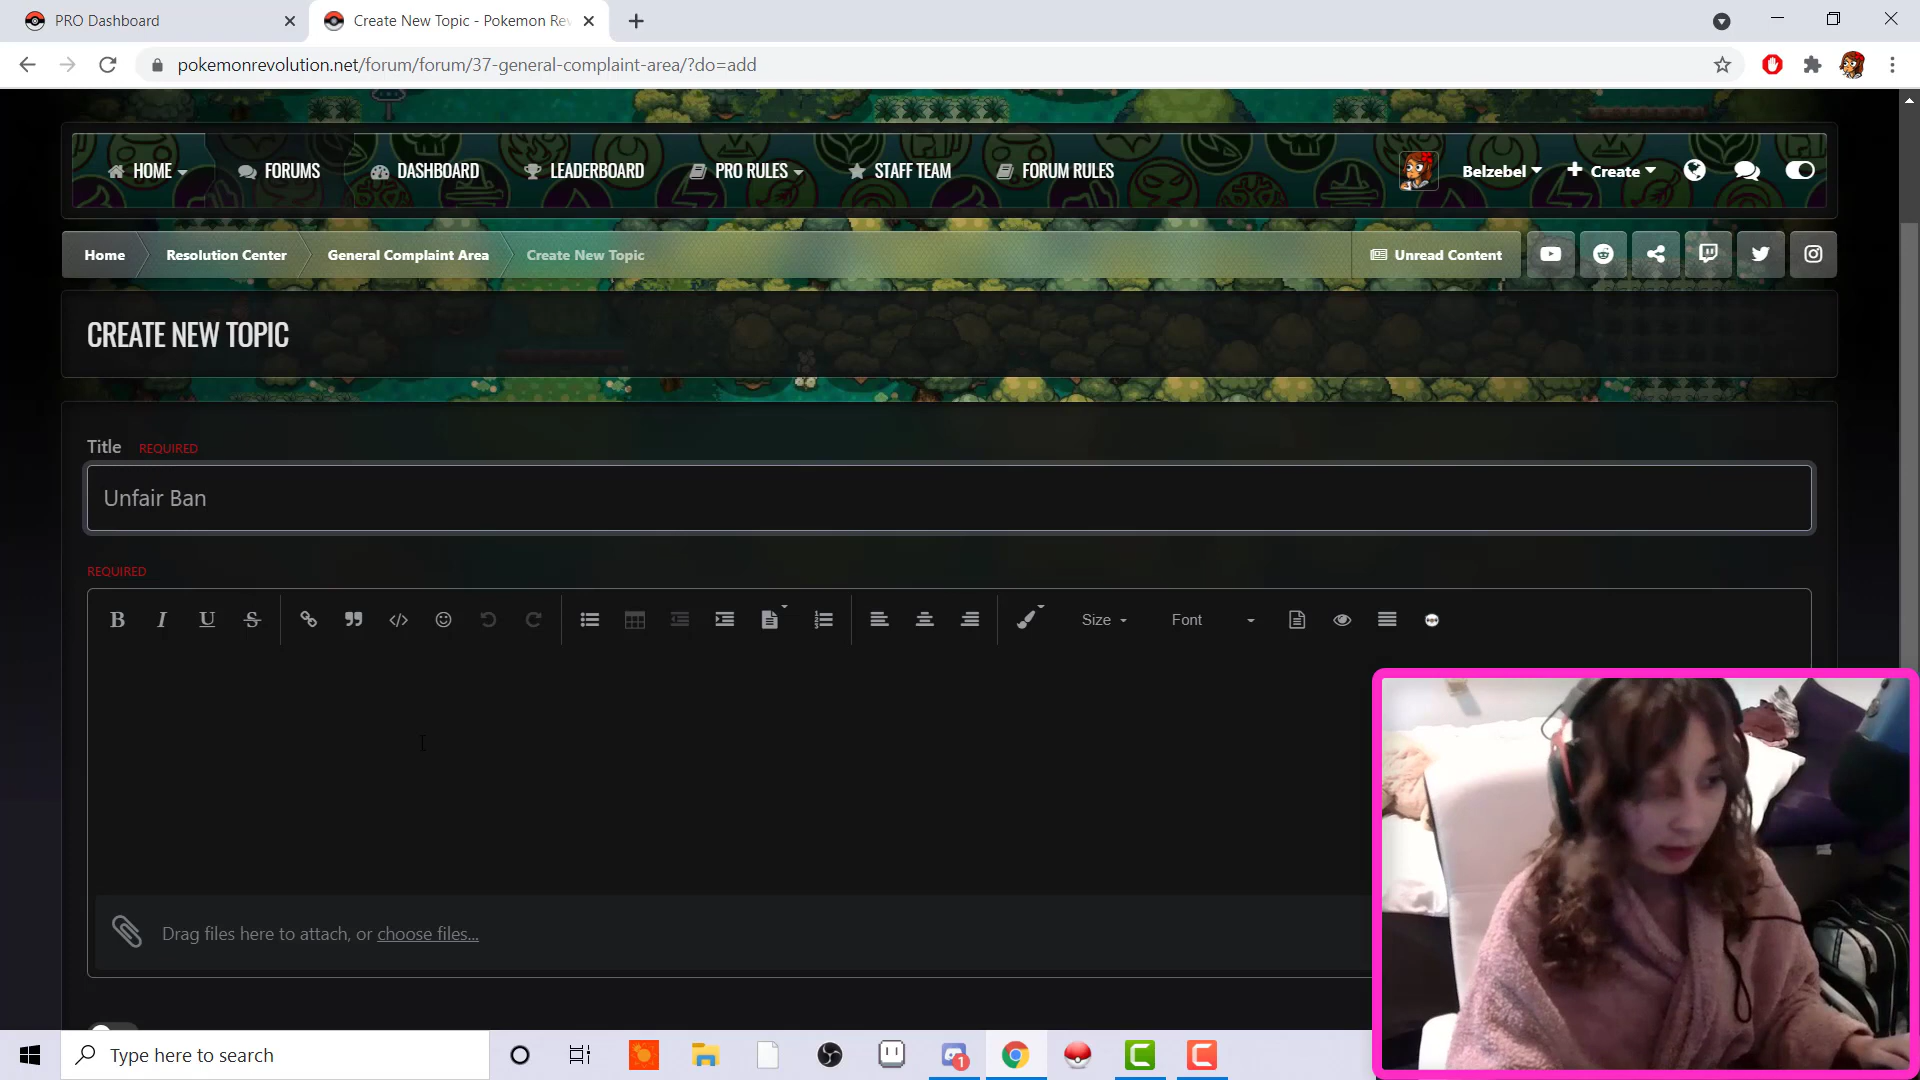 PRO Dashboard
Create New Topic - Pokemon Rev
pokemonrevolution.net/forum/forum/37-general-complaint-area/?do=add
HOME FORUMS DASHBOARD LEADERBOARD PRO RULES STAFF TEAM FORUM RULES Belzebel + Create
Home Resolution Center General Complaint Area Create New Topic Unread Content
CREATE NEW TOPIC
Title REQUIRED
Unfair Ban
REQUIRED
B I U S Size Font
Drag files here to attach, or choose files...
Type here to search
1